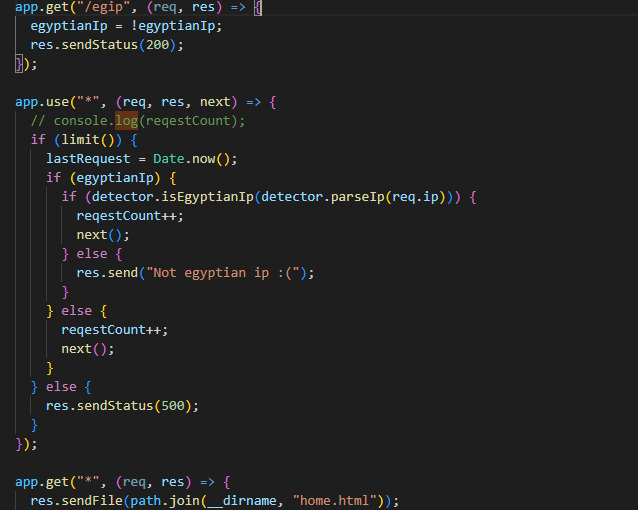 app.get("/egip", (req, res) => {
  egyptianIp = !egyptianIp;
  res.sendStatus(200);
});

app.use("*", (req, res, next) => {
  // console.log(reqestCount);
  if (limit()) {
    lastRequest = Date.now();
    if (egyptianIp) {
      if (detector.isEgyptianIp(detector.parseIp(req.ip))) {
        reqestCount++;
        next();
      } else {
        res.send("Not egyptian ip :(");
      }
    } else {
      reqestCount++;
      next();
    }
  } else {
    res.sendStatus(500);
  }
});

app.get("*", (req, res) => {
  res.sendFile(path.join(__dirname, "home.html"));